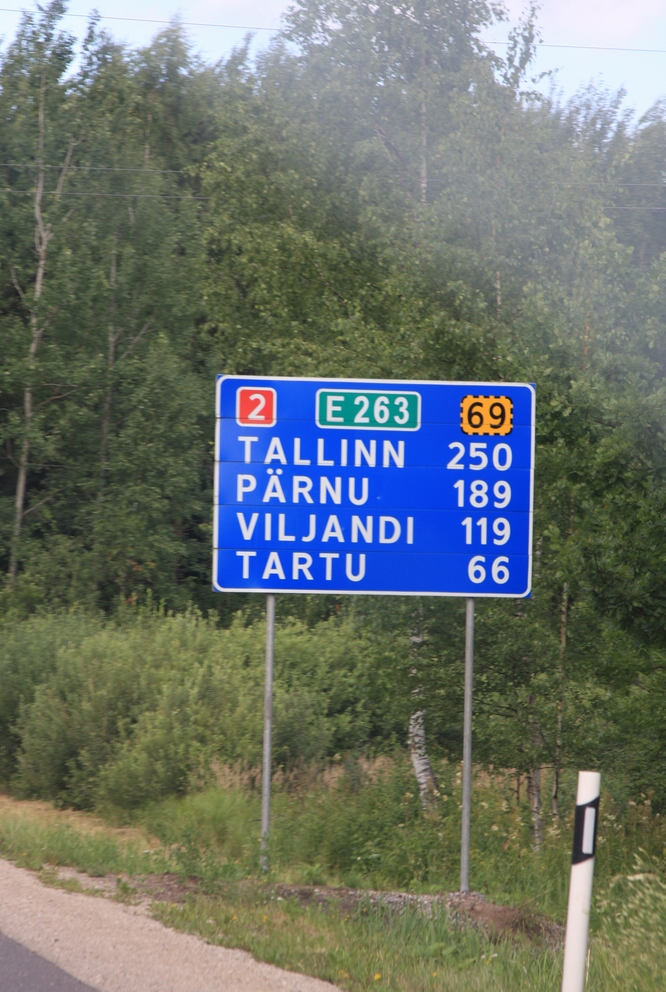 2 E 263 69
TALLINN 250
PÄRNU 189
VILJANDI 119
TARTU 66